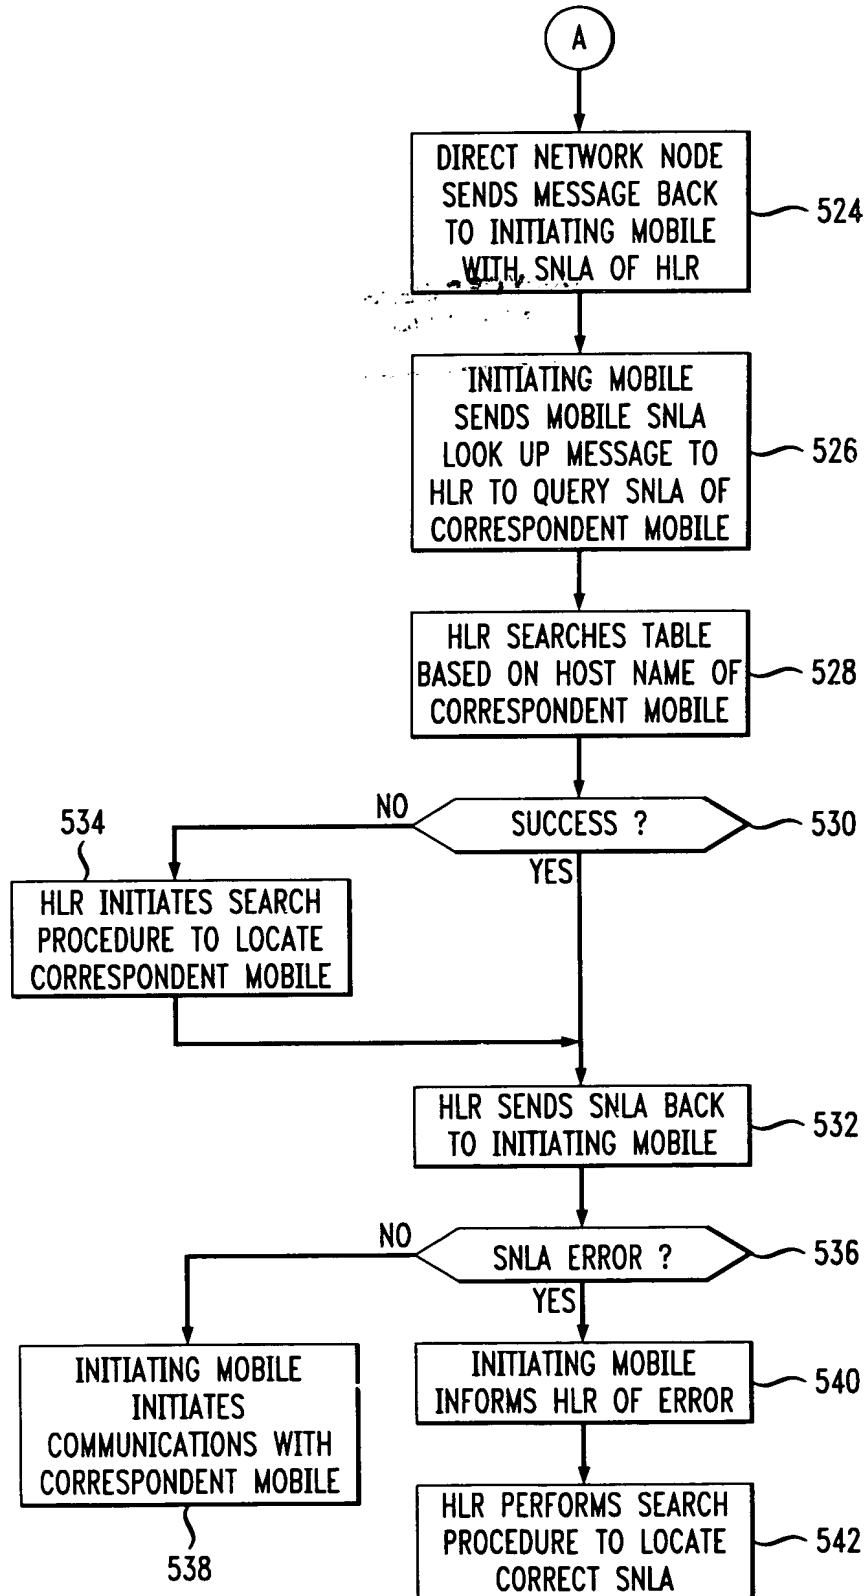 A
DIRECT NETWORK NODE
SENDS MESSAGE BACK
TO INITIATING MOBILE
WITH SNLA OF HLR
524
INITIATING MOBILE
SENDS MOBILE SNLA
LOOK UP MESSAGE TO
HLR TO QUERY SNLA OF
CORRESPONDENT MOBILE
526
HLR SEARCHES TABLE
BASED ON HOST NAME OF
CORRESPONDENT MOBILE
528
SUCCESS ?
530
NO
YES
534
HLR INITIATES SEARCH
PROCEDURE TO LOCATE
CORRESPONDENT MOBILE
HLR SENDS SNLA BACK
TO INITIATING MOBILE
532
SNLA ERROR ?
536
NO
YES
INITIATING MOBILE
INITIATES
COMMUNICATIONS WITH
CORRESPONDENT MOBILE
538
INITIATING MOBILE
INFORMS HLR OF ERROR
540
HLR PERFORMS SEARCH
PROCEDURE TO LOCATE
CORRECT SNLA
542